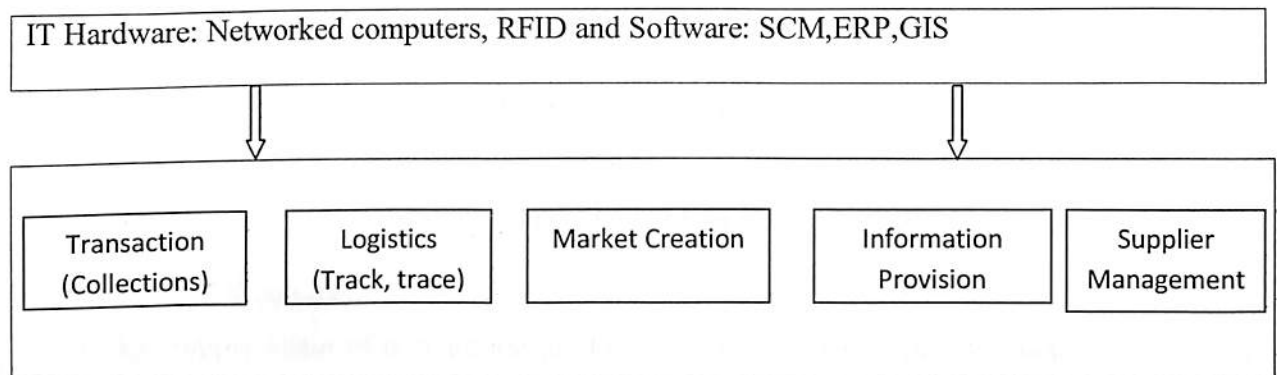 IT Hardware: Networked computers, RFID and Software: SCM,ERP,GIS
Transaction
(Collections)
Logistics
(Track, trace)
Market Creation
Information
Provision
Supplier
Management